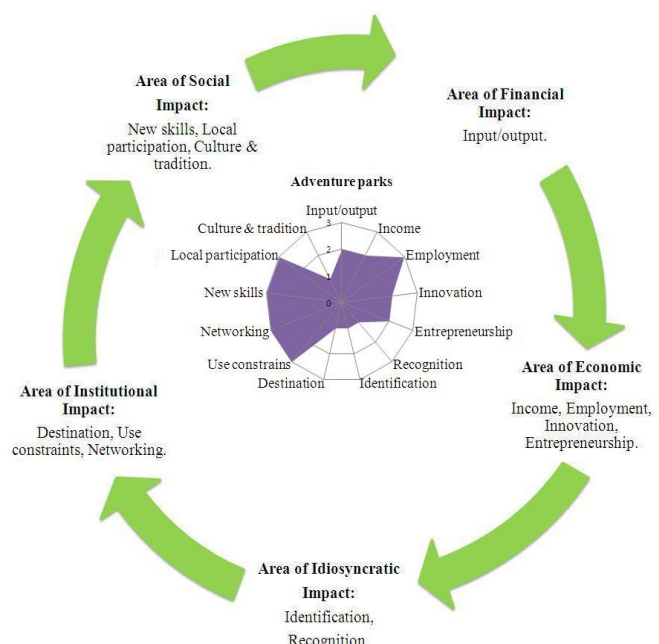 Area of Social
Impact:
New skills, Local
participation, Culture &
tradition.
Area of Financial
Impact:
Input/output.
Adventure parks
Input/output
Income
Employment
Innovation
Entrepreneurship
Recognition
Identification
Destination
Use constrains
Networking
New skills
Local participation
Culture & tradition
3
2
1
0
Area of Economic
Impact:
Income, Employment,
Innovation,
Entrepreneurship.
Area of Idiosyncratic
Impact:
Identification,
Recognition
Area of Institutional
Impact:
Destination, Use
constraints, Networking.